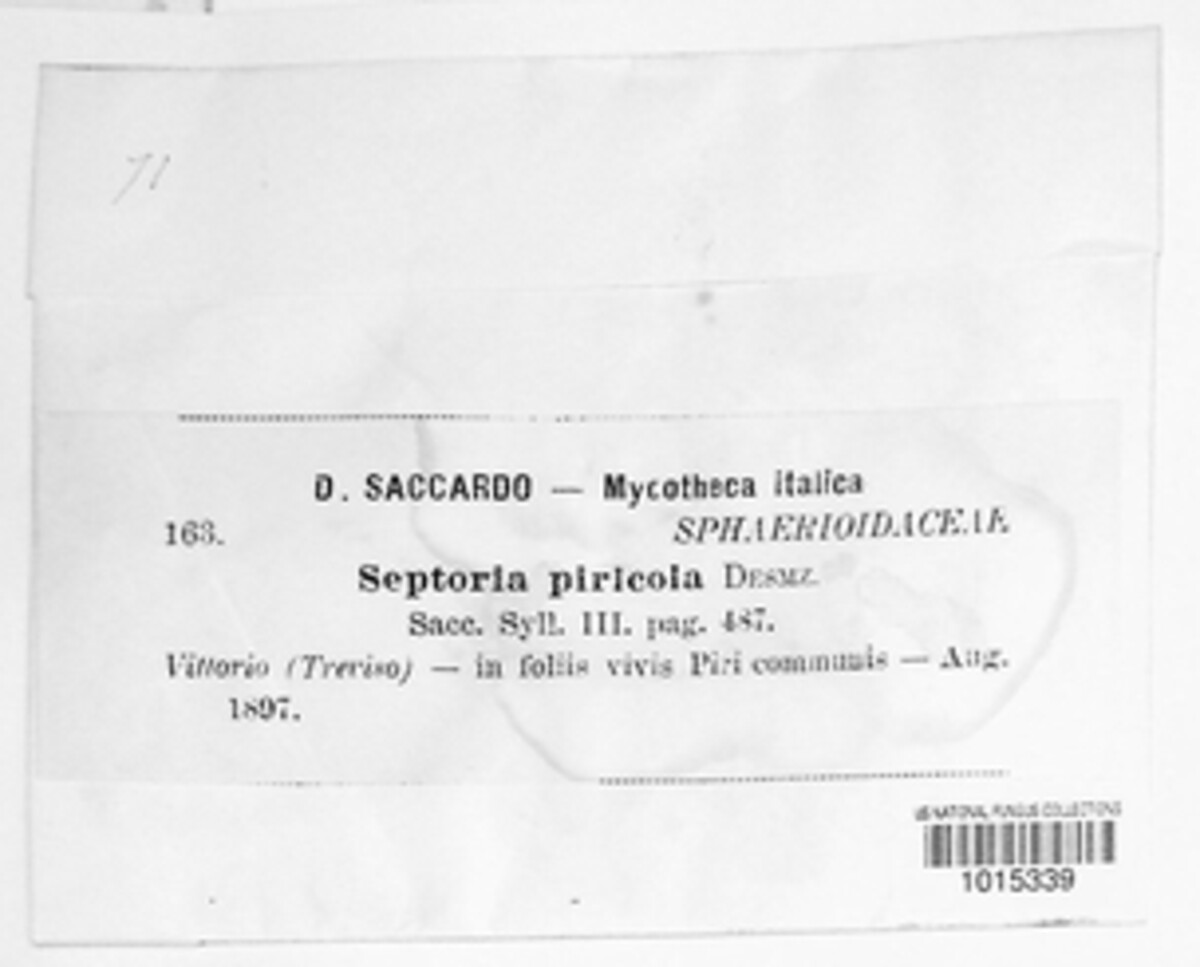 71
D. SACCARDO — Mycotheca italica
163. SPHAERIOIDACEAE
Septoria piricola DESMZ.
Sacc. Syll. III. pag. 487.
Vittorio (Treviso) — in foliis vivis Piri communis — Aug.
1897.
US NATIONAL FUNGUS COLLECTIONS
1015339